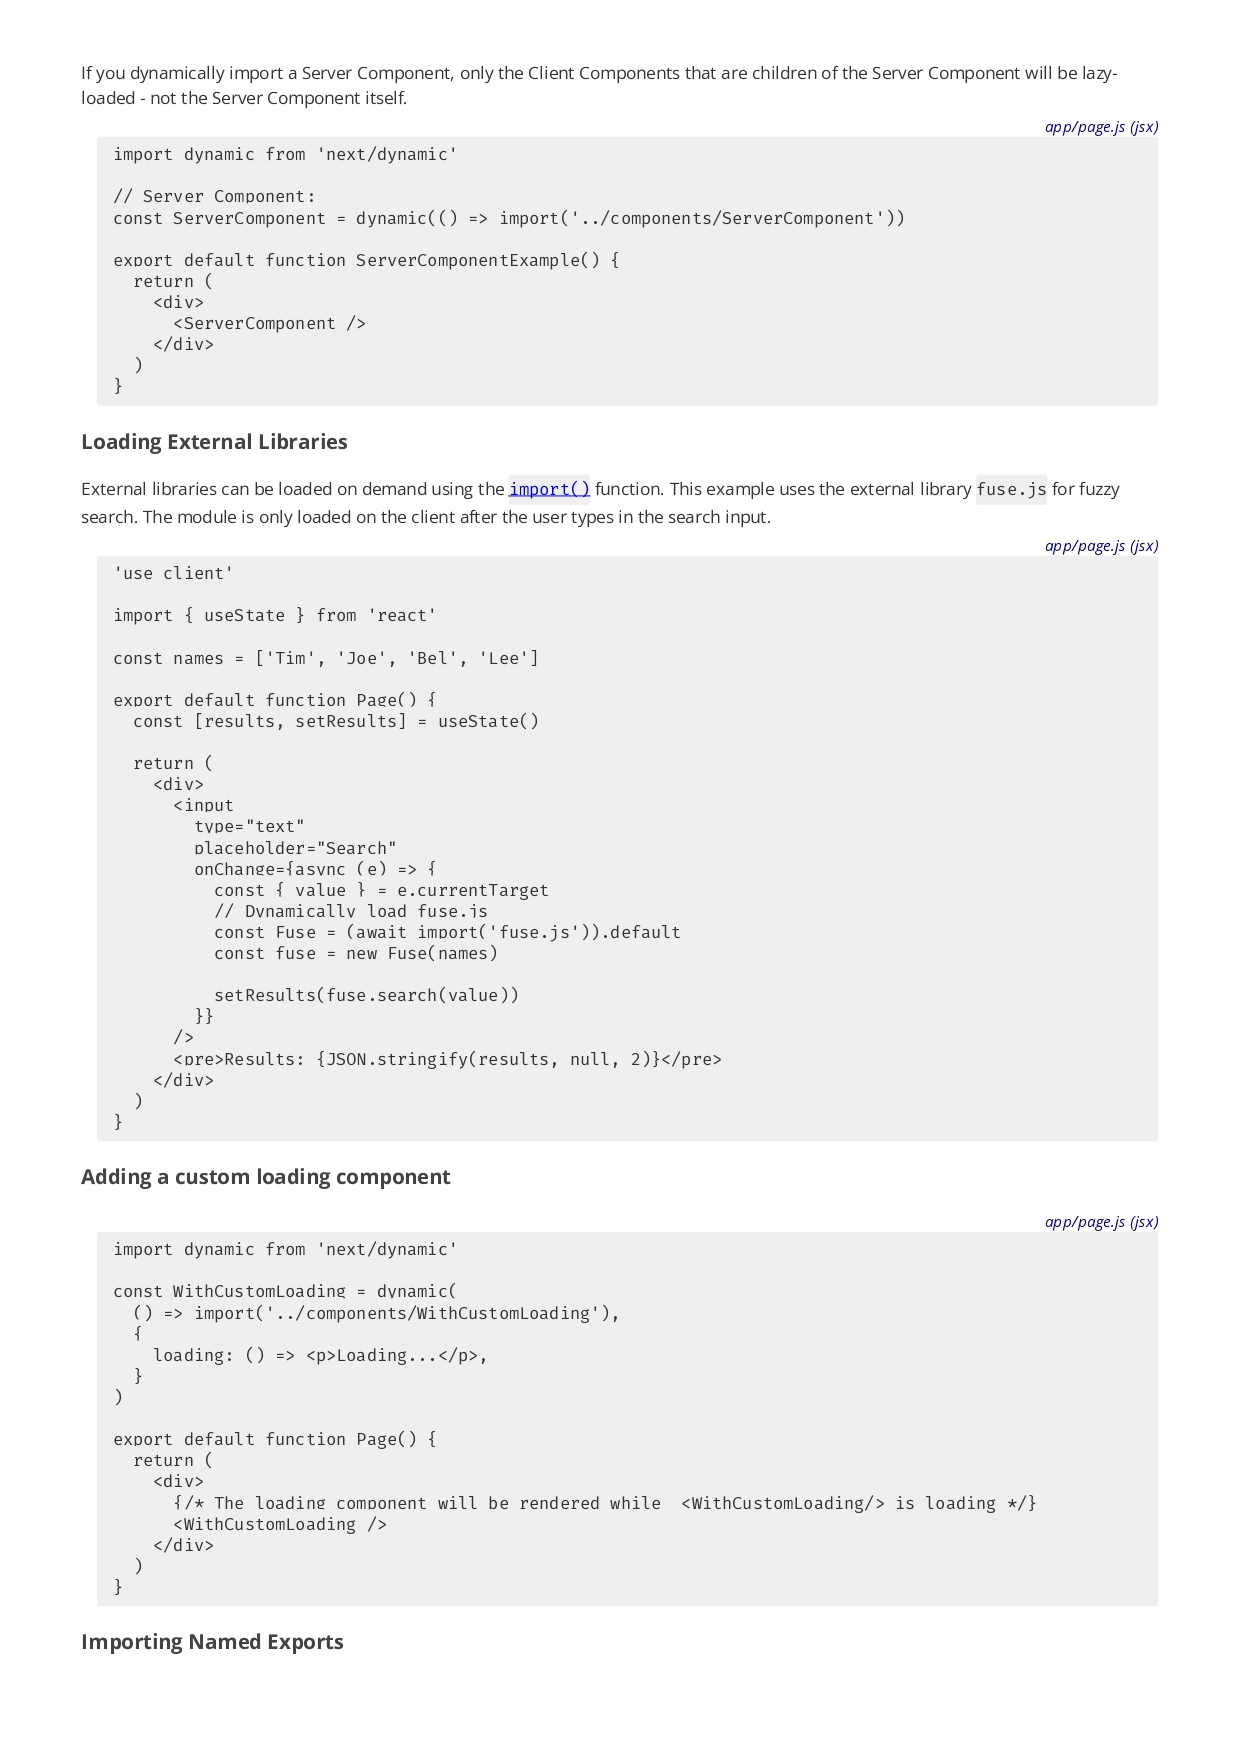 If you dynamically import a Server Component, only the Client Components that are children of the Server Component will be lazy-
loaded - not the Server Component itself.
app/page.js (jsx)
import dynamic from 'next/dynamic'

// Server Component:
const ServerComponent = dynamic(() => import('../components/ServerComponent'))

export default function ServerComponentExample() {
  return (
    <div>
      <ServerComponent />
    </div>
  )
}
Loading External Libraries
External libraries can be loaded on demand using the import() function. This example uses the external library fuse.js for fuzzy
search. The module is only loaded on the client after the user types in the search input.
app/page.js (jsx)
'use client'

import { useState } from 'react'

const names = ['Tim', 'Joe', 'Bel', 'Lee']

export default function Page() {
  const [results, setResults] = useState()

  return (
    <div>
      <input
        type="text"
        placeholder="Search"
        onChange={async (e) => {
          const { value } = e.currentTarget
          // Dynamically load fuse.js
          const Fuse = (await import('fuse.js')).default
          const fuse = new Fuse(names)

          setResults(fuse.search(value))
        }}
      />
      <pre>Results: {JSON.stringify(results, null, 2)}</pre>
    </div>
  )
}
Adding a custom loading component
app/page.js (jsx)
import dynamic from 'next/dynamic'

const WithCustomLoading = dynamic(
  () => import('../components/WithCustomLoading'),
  {
    loading: () => <p>Loading...</p>,
  }
)

export default function Page() {
  return (
    <div>
      {/* The loading component will be rendered while  <WithCustomLoading/> is loading */}
      <WithCustomLoading />
    </div>
  )
}
Importing Named Exports